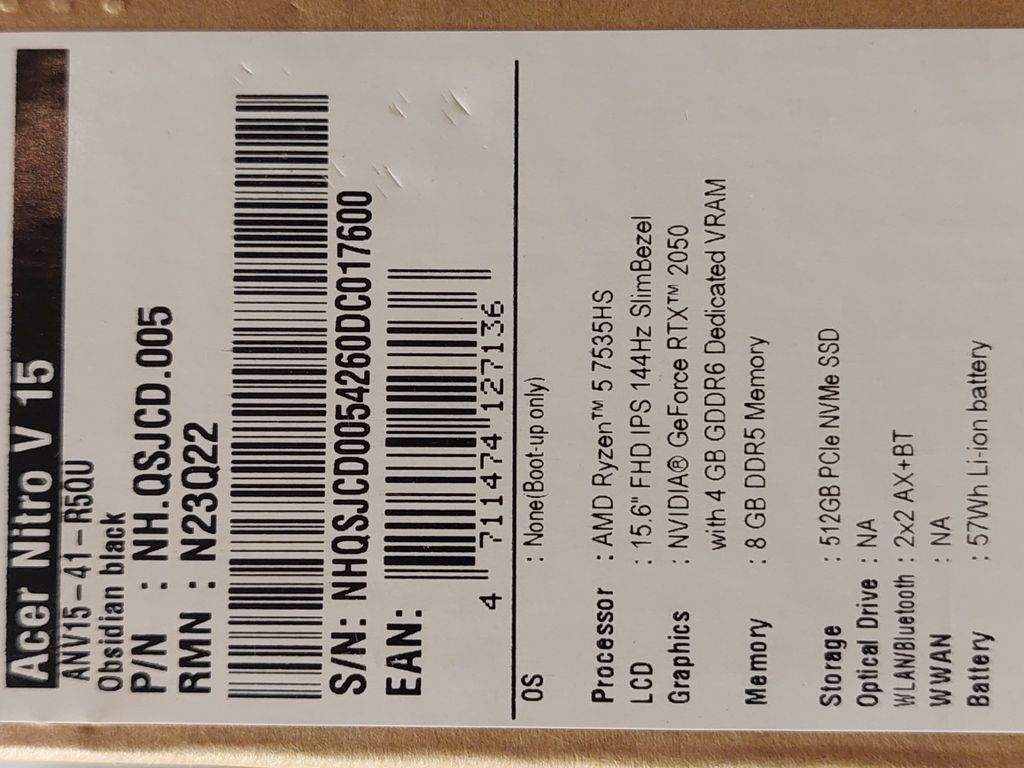 Acer Nitro V 15
ANV15-41-R5QU
Obsidian black
P/N : NH.QSJCD.005
RMN : N23Q22
S/N: NHQSJCD0054260DC017600
EAN:
4 711474 127136
OS : None(Boot-up only)
Processor : AMD Ryzen™ 5 7535HS
LCD : 15.6" FHD IPS 144Hz SlimBezel
Graphics : NVIDIA® GeForce RTX™ 2050
with 4 GB GDDR6 Dedicated VRAM
Memory : 8 GB DDR5 Memory
Storage : 512GB PCIe NVMe SSD
Optical Drive : NA
WLAN/Bluetooth : 2x2 AX+BT
WWAN : NA
Battery : 57Wh Li-ion battery